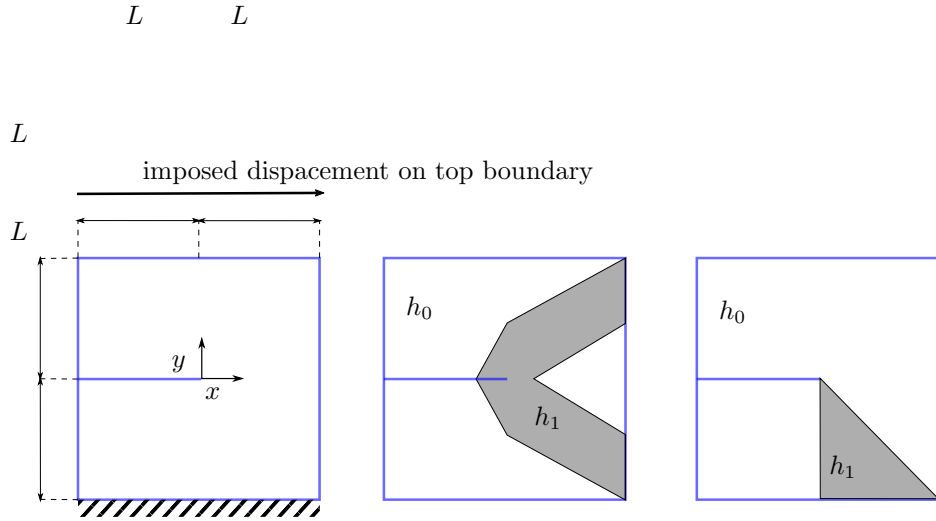 L L
L
imposed dispacement on top boundary
L
h₀ h₀
y
x
h₁
h₁